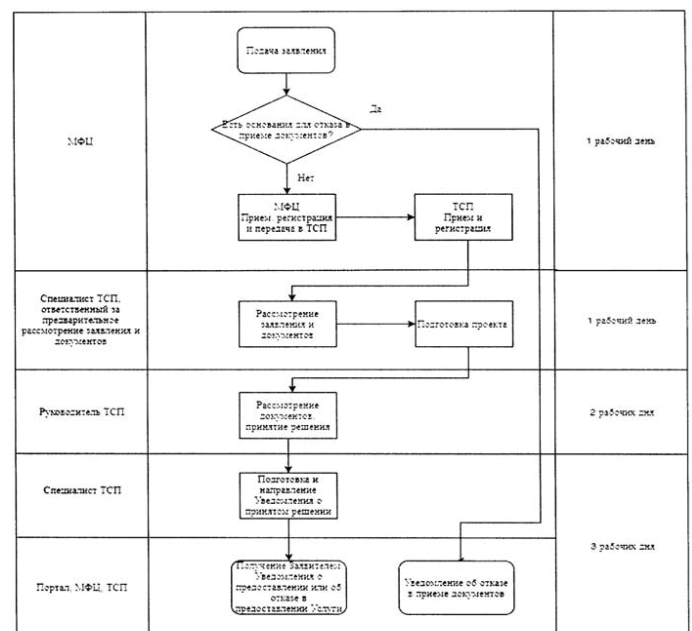 Подача заявления
Да
Есть основания для отказа в
приеме документов?
МФЦ
1 рабочий день
Нет
МФЦ
Прием, регистрация
и передача в ТСП
ТСП
Прием и
регистрация
Специалист ТСП,
ответственный за
предварительное
рассмотрение заявления и
документов
Рассмотрение
заявления и
документов
Подготовка проекта
1 рабочий день
Руководитель ТСП
Рассмотрение
документов,
принятие решения
2 рабочих дня
Специалист ТСП
Подготовка и
направление
Уведомления о
принятом решении
3 рабочих дня
Портал, МФЦ, ТСП
Получение заявителем
Уведомления о
предоставлении или об
отказе в
предоставлении Услуги
Уведомление об отказе
в приеме документов